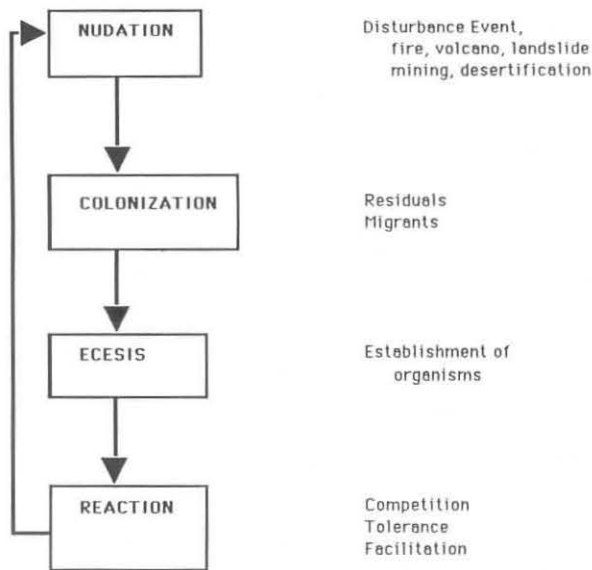 NUDATION
Disturbance Event,
fire, volcano, landslide
mining, desertification
COLONIZATION
Residuals
Migrants
ECESIS
Establishment of
organisms
REACTION
Competition
Tolerance
Facilitation